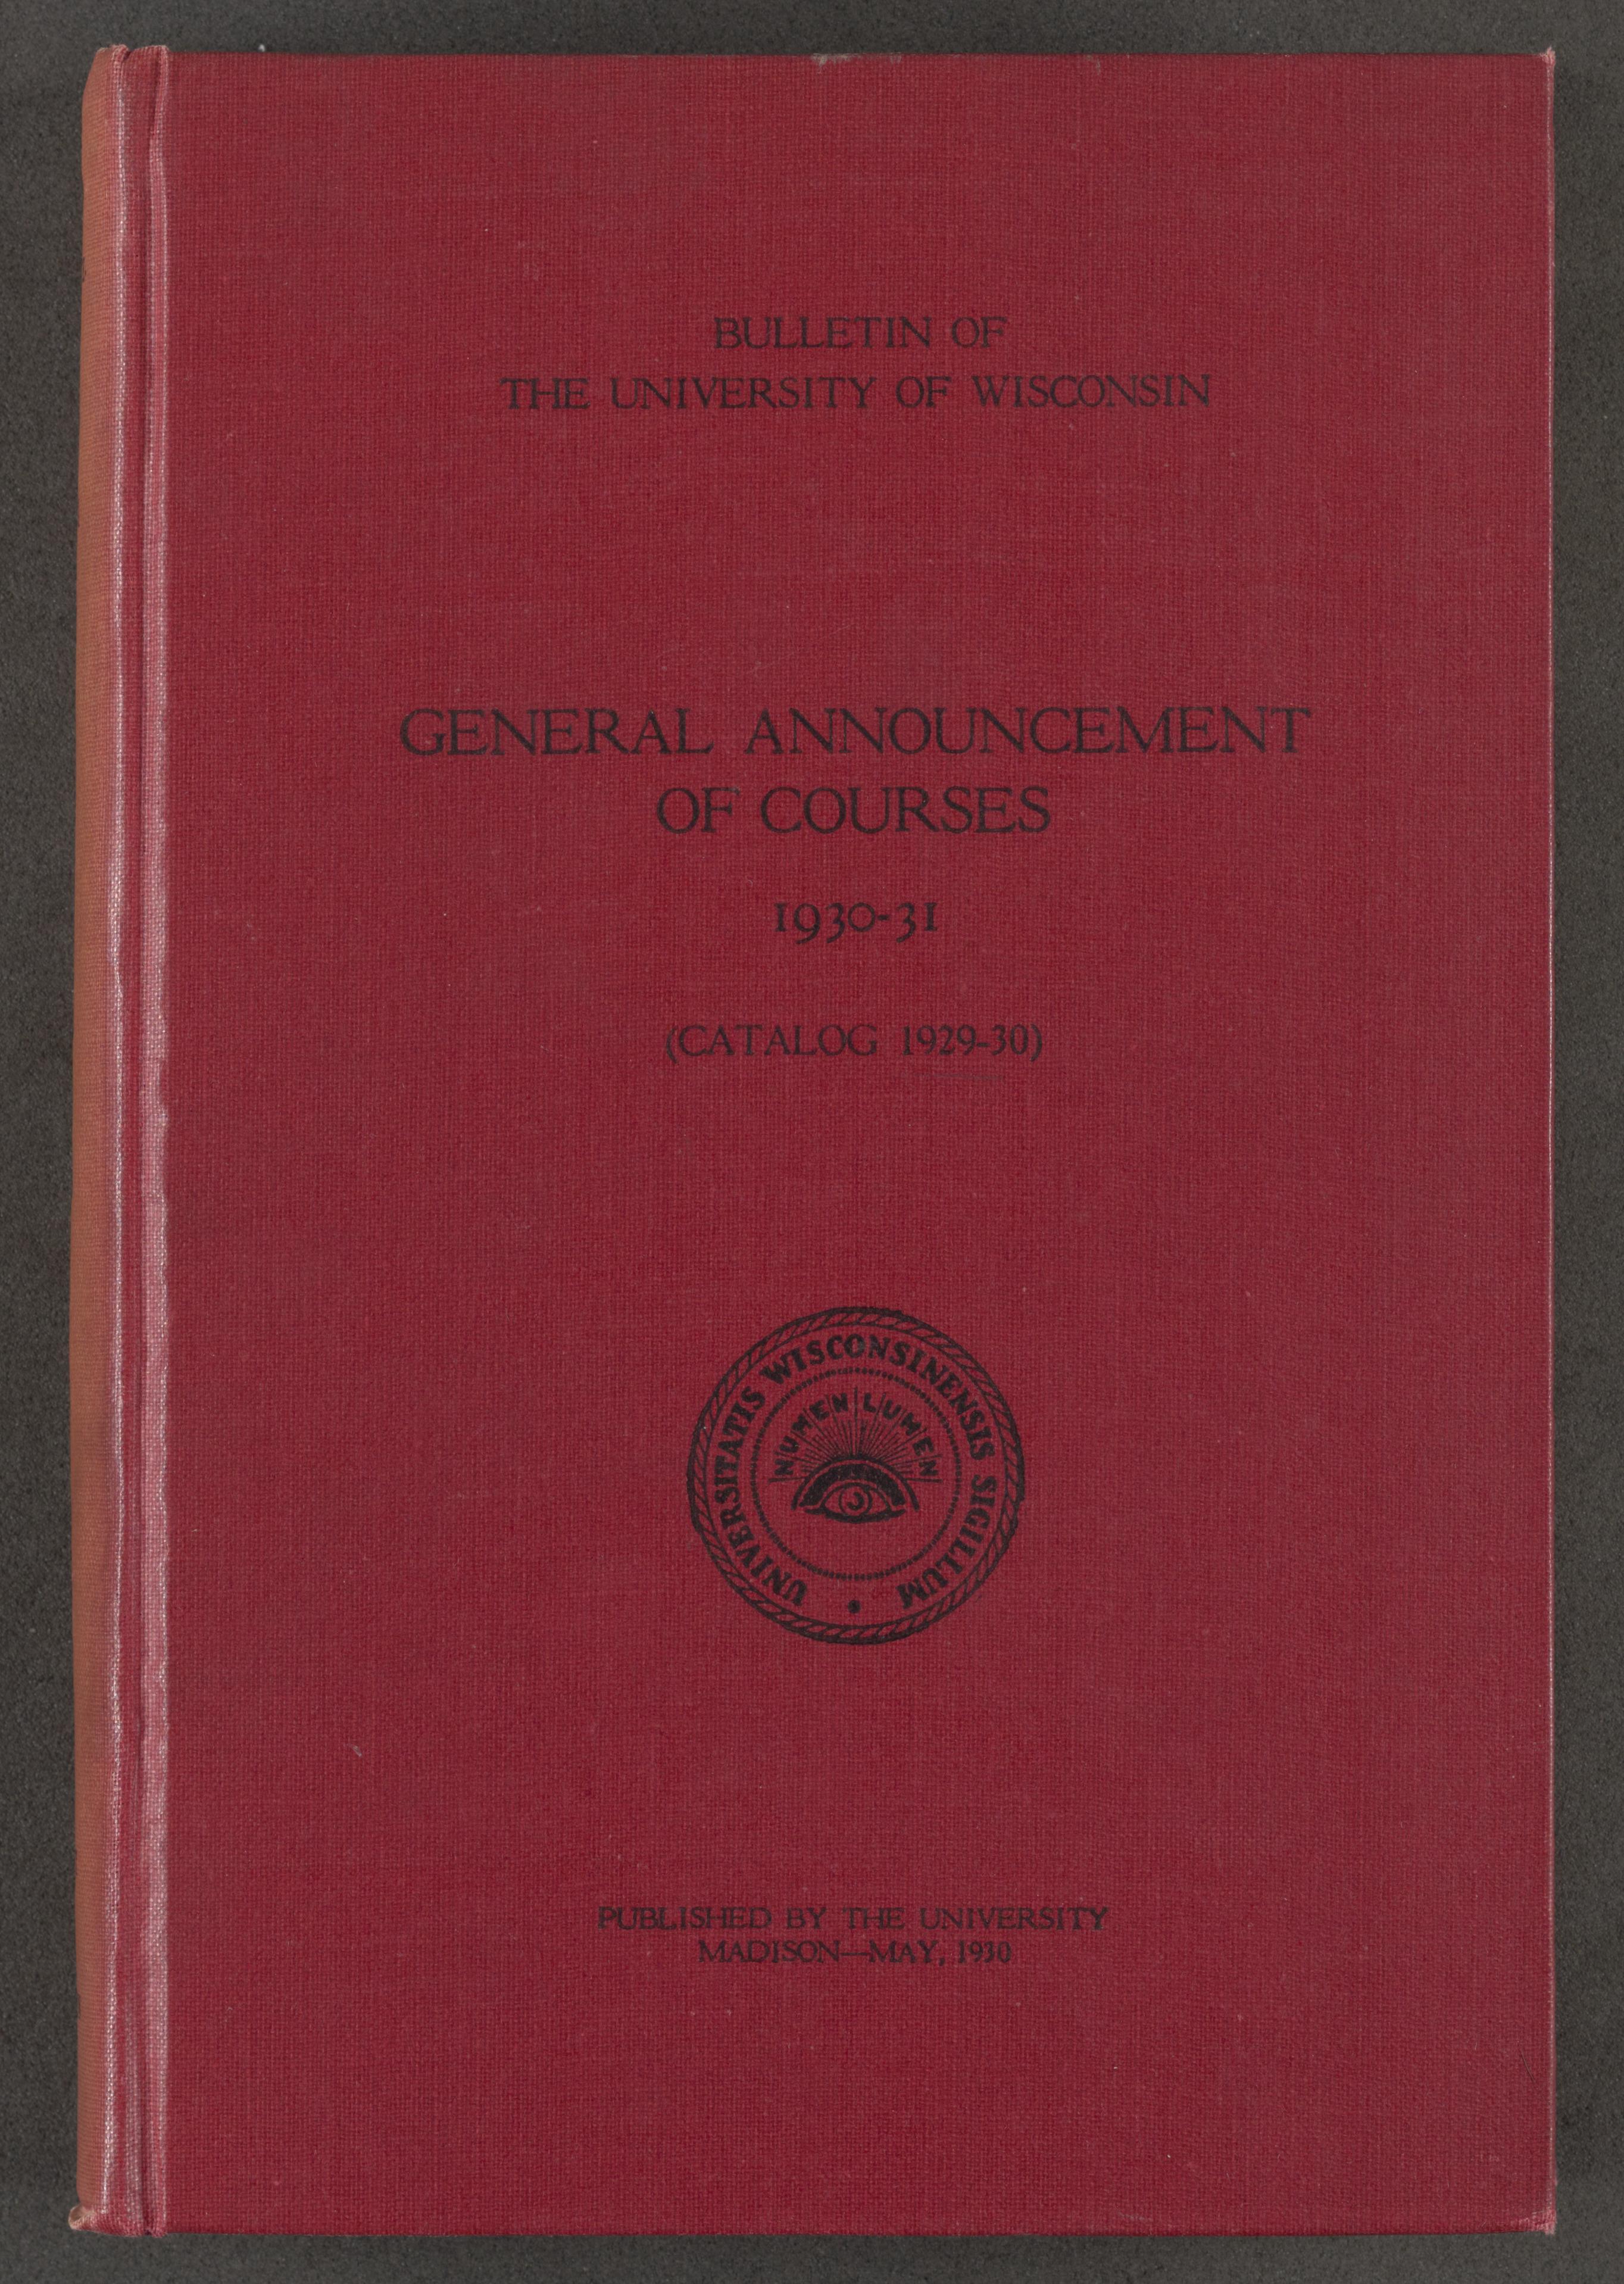 BULLETIN OF
THE UNIVERSITY OF WISCONSIN
GENERAL ANNOUNCEMENT
OF COURSES
1930-31
(CATALOG 1929-30)
UNIVERSITATIS WISCONSINENSIS SIGILLUM
NUMEN LUMEN
PUBLISHED BY THE UNIVERSITY
MADISON—MAY, 1930